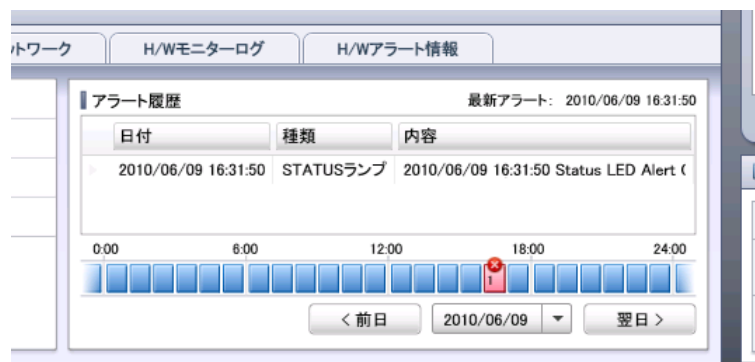 トワーク H/Wモニターログ H/Wアラート情報
アラート履歴 最新アラート: 2010/06/09 16:31:50
日付 種類 内容
2010/06/09 16:31:50 STATUSランプ 2010/06/09 16:31:50 Status LED Alert (
0:00 6:00 12:00 18:00 24:00
1
<前日 2010/06/09 翌日>